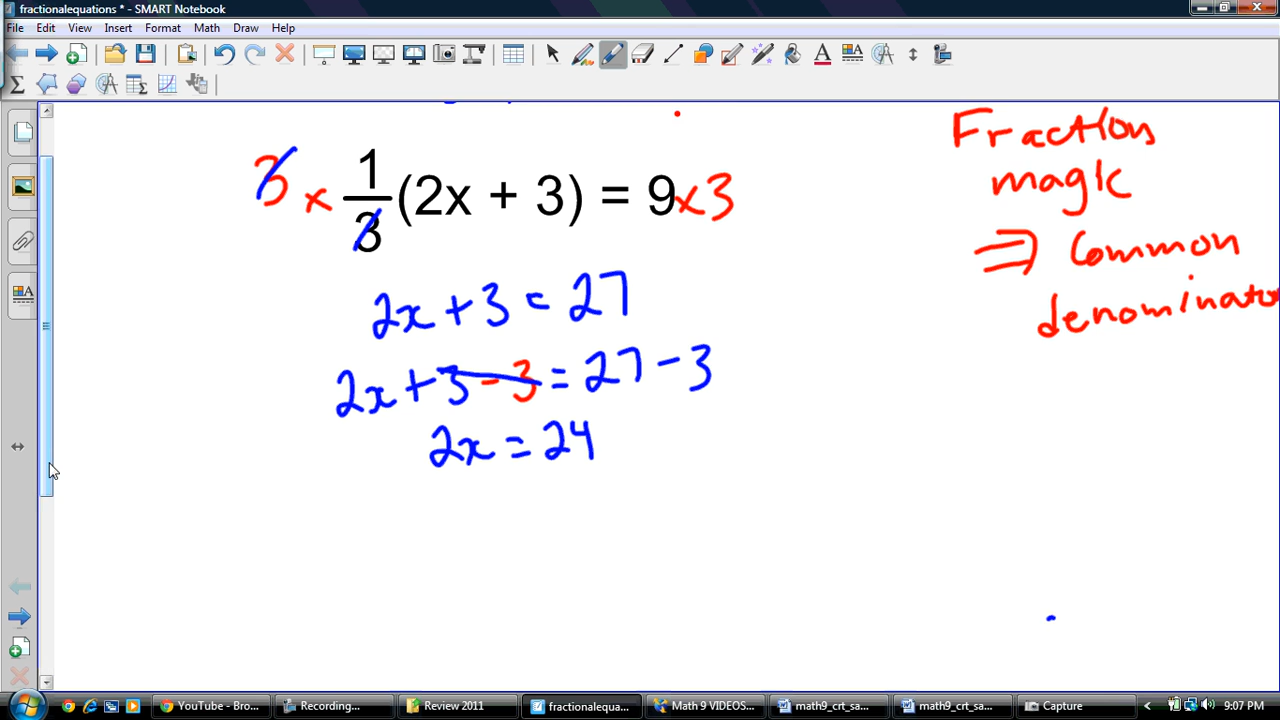 fractionalequations * - SMART Notebook
File Edit View Insert Format Math Draw Help
3 x 1/3 (2x + 3) = 9 x 3
2x + 3 = 27
2x + 3 - 3 = 27 - 3
2x = 24
Fraction
magic
⇒ Common
denominator
YouTube - Bro... Recording... Review 2011 fractionalequa... Math 9 VIDEOS... math9_crt_sa... math9_crt_sa... Capture 9:07 PM